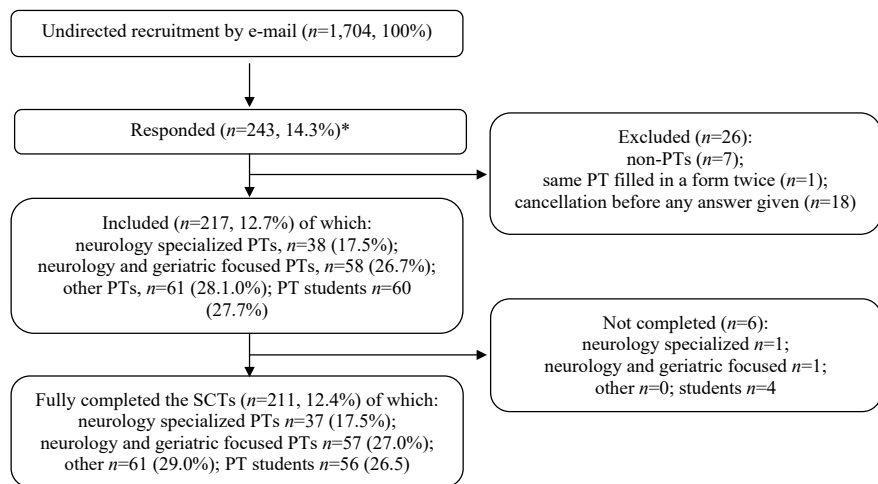 Undirected recruitment by e-mail (n=1,704, 100%)
Responded (n=243, 14.3%)*
Excluded (n=26):
non-PTs (n=7);
same PT filled in a form twice (n=1);
cancellation before any answer given (n=18)
Included (n=217, 12.7%) of which:
neurology specialized PTs, n=38 (17.5%);
neurology and geriatric focused PTs, n=58 (26.7%);
other PTs, n=61 (28.1.0%); PT students n=60
(27.7%)
Not completed (n=6):
neurology specialized n=1;
neurology and geriatric focused n=1;
other n=0; students n=4
Fully completed the SCTs (n=211, 12.4%) of which:
neurology specialized PTs n=37 (17.5%);
neurology and geriatric focused PTs n=57 (27.0%);
other n=61 (29.0%); PT students n=56 (26.5)